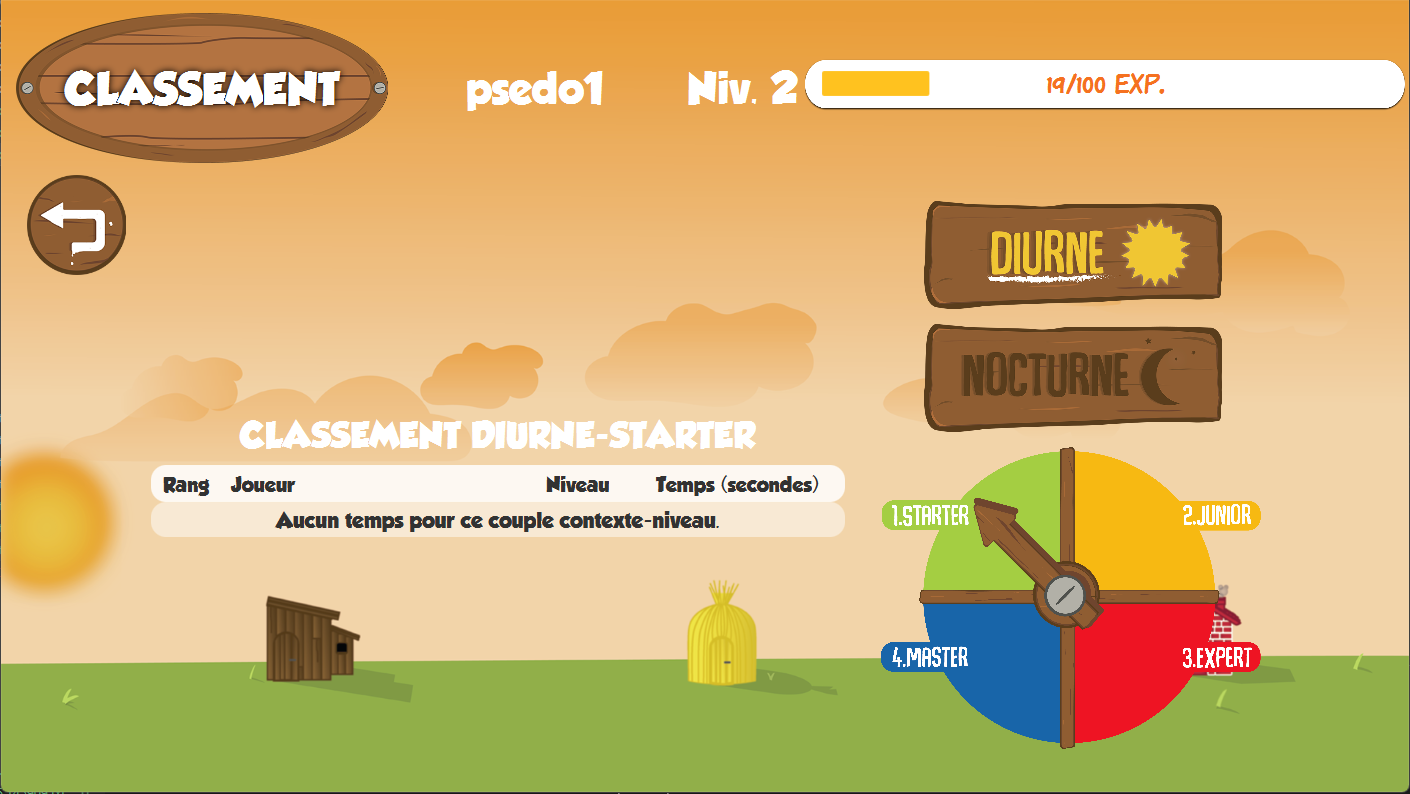 CLASSEMENT
psedo1
Niv. 2
19/100 EXP.
DIURNE
NOCTURNE
CLASSEMENT DIURNE-STARTER
Rang Joueur Niveau Temps (secondes)
Aucun temps pour ce couple contexte-niveau.
1.STARTER
2.JUNIOR
4.MASTER
3.EXPERT